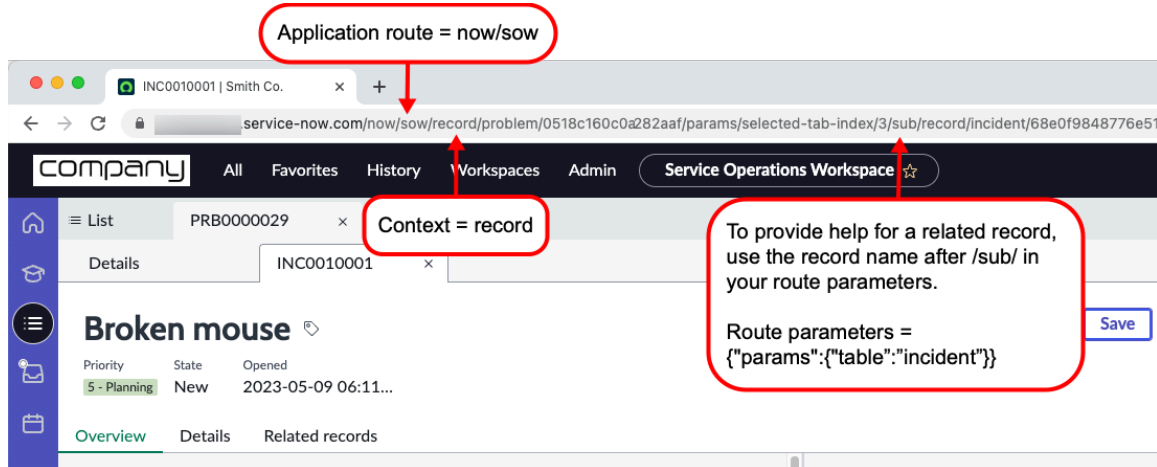 Application route = now/sow
INC0010001 | Smith Co.
.service-now.com/now/sow/record/problem/0518c160c0a282aaf/params/selected-tab-index/3/sub/record/incident/68e0f9848776e51
company All Favorites History Workspaces Admin Service Operations Workspace
List PRB0000029
Context = record
Details INC0010001
To provide help for a related record,
use the record name after /sub/ in
your route parameters.
Route parameters =
{"params":{"table":"incident"}}
Broken mouse
Save
Priority State Opened
5 - Planning New 2023-05-09 06:11...
Overview Details Related records